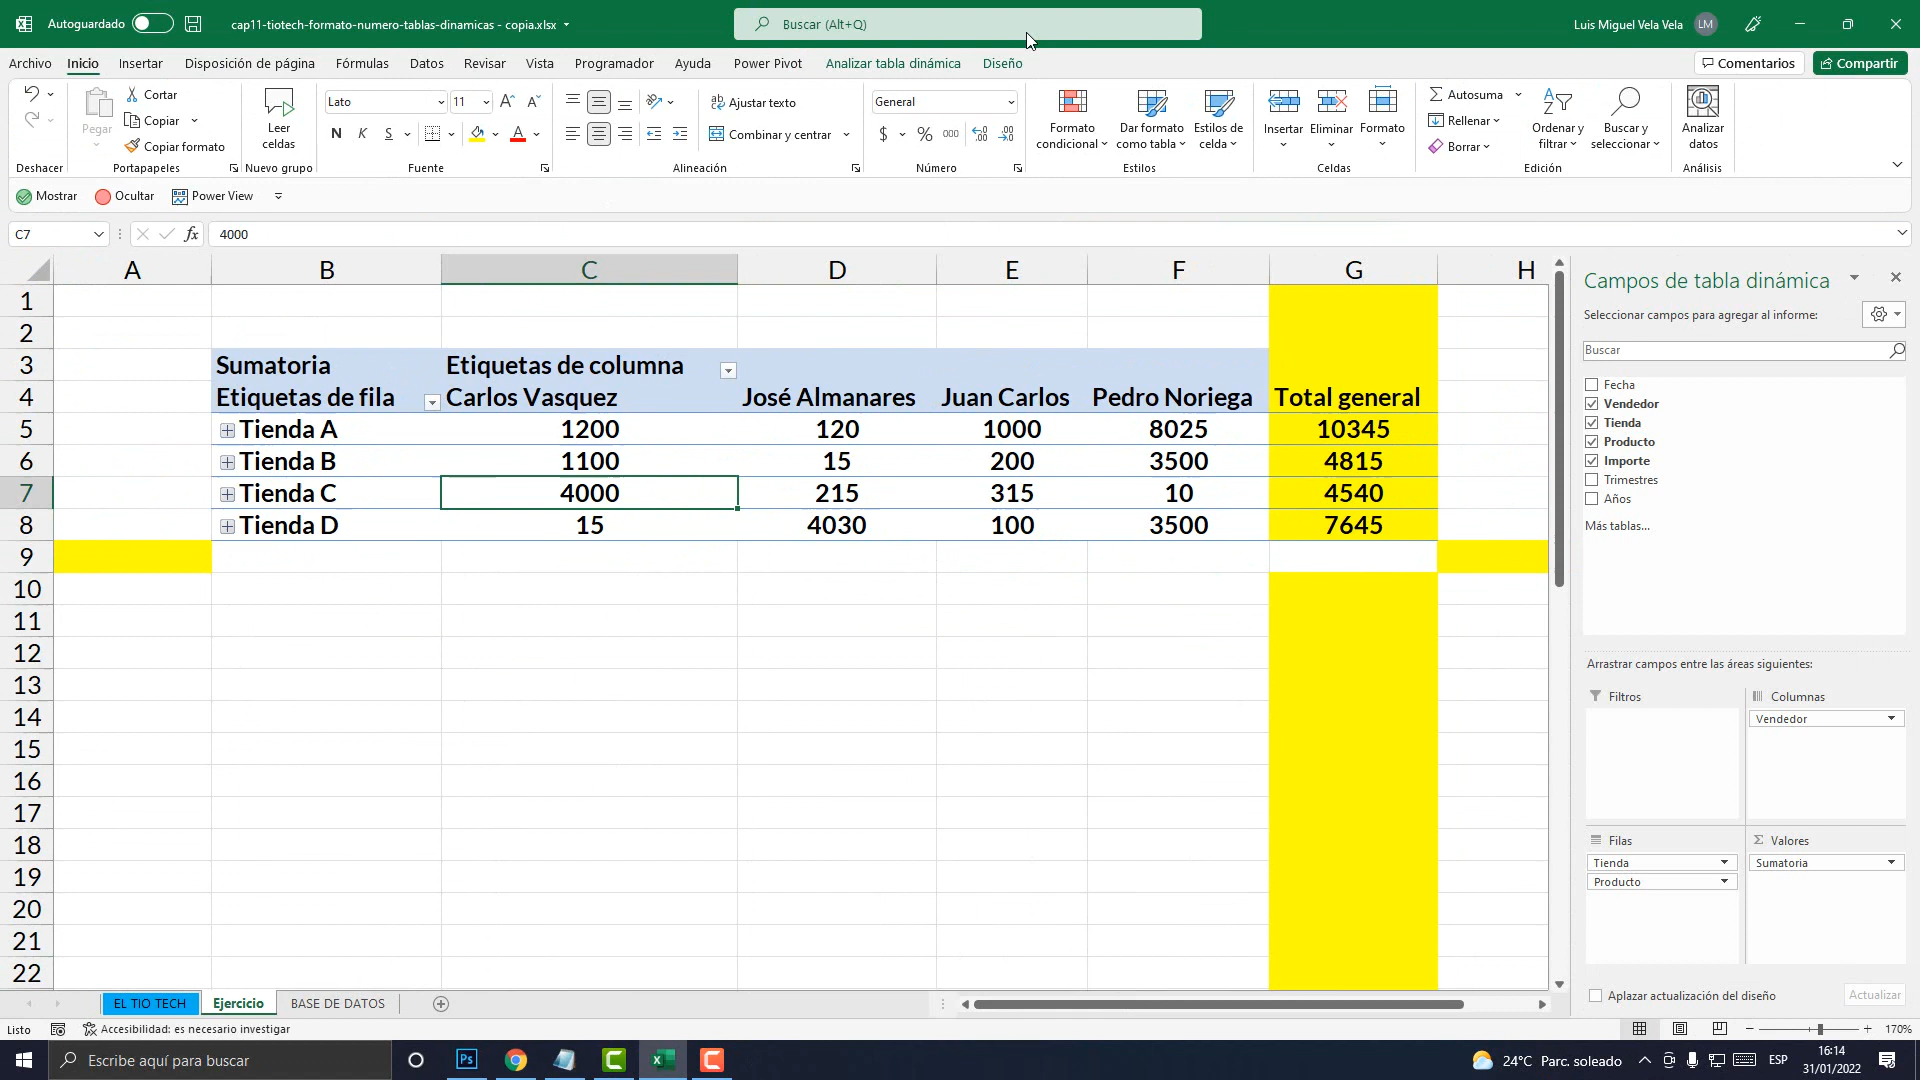 Autoguardado
cap11-tiotech-formato-numero-tablas-dinamicas - copia.xlsx
Buscar (Alt+Q)
Luis Miguel Vela Vela
LM
Archivo Inicio Insertar Disposición de página Fórmulas Datos Revisar Vista Programador Ayuda Power Pivot Analizar tabla dinámica Diseño
Comentarios
Compartir
Pegar
Cortar
Copiar
Copiar formato
Leer celdas
Lato
11
N K S
Ajustar texto
Combinar y centrar
General
$ % 000
Formato condicional
Dar formato como tabla
Estilos de celda
Insertar
Eliminar
Formato
Autosuma
Rellenar
Borrar
Ordenar y filtrar
Buscar y seleccionar
Analizar datos
Deshacer Portapapeles Nuevo grupo Fuente Alineación Número Estilos Celdas Edición Análisis
Mostrar Ocultar Power View
C7
fx
4000
A B C D E F G H
1
2
3 Sumatoria Etiquetas de columna
4 Etiquetas de fila Carlos Vasquez José Almanares Juan Carlos Pedro Noriega Total general
5 Tienda A 1200 120 1000 8025 10345
6 Tienda B 1100 15 200 3500 4815
7 Tienda C 4000 215 315 10 4540
8 Tienda D 15 4030 100 3500 7645
9
10
11
12
13
14
15
16
17
18
19
20
21
22
Campos de tabla dinámica
Seleccionar campos para agregar al informe:
Buscar
Fecha
Vendedor
Tienda
Producto
Importe
Trimestres
Años
Más tablas...
Arrastrar campos entre las áreas siguientes:
Filtros
Columnas
Vendedor
Filas
Σ Valores
Tienda
Sumatoria
Producto
Aplazar actualización del diseño
Actualizar
EL TIO TECH Ejercicio BASE DE DATOS
Listo
Accesibilidad: es necesario investigar
170%
Escribe aquí para buscar
Ps
24°C Parc. soleado
ESP
16:14
31/01/2022